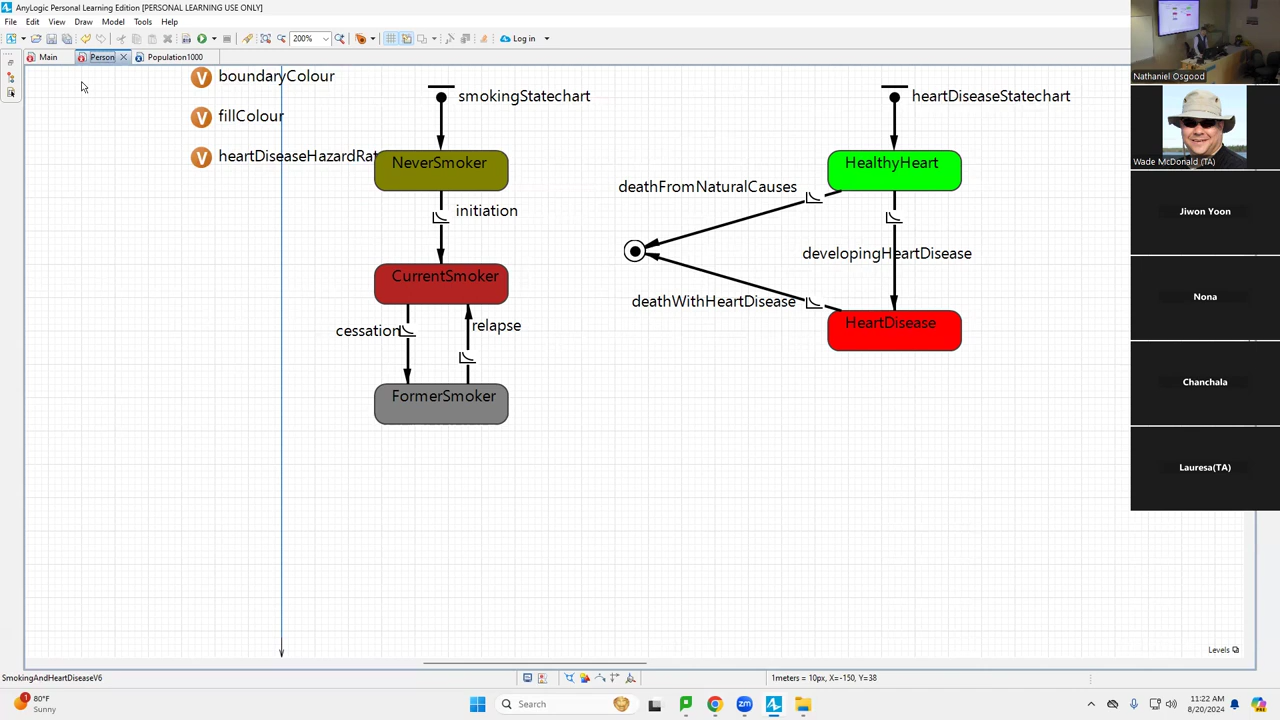 AnyLogic Personal Learning Edition [PERSONAL LEARNING USE ONLY]
File Edit View Draw Model Tools Help
200% Log in
Main Person Population1000
boundaryColour
fillColour
heartDiseaseHazardRat
smokingStatechart
NeverSmoker
initiation
CurrentSmoker
cessation
relapse
FormerSmoker
heartDiseaseStatechart
HealthyHeart
deathFromNaturalCauses
developingHeartDisease
deathWithHeartDisease
HeartDisease
Levels
Nathaniel Osgood
Wade McDonald (TA)
Jiwon Yoon
Nona
Chanchala
Lauresa(TA)
SmokingAndHeartDiseaseV6
1meters = 10px, X=-150, Y=38
1
80°F
Sunny
Search
11:22 AM
8/20/2024